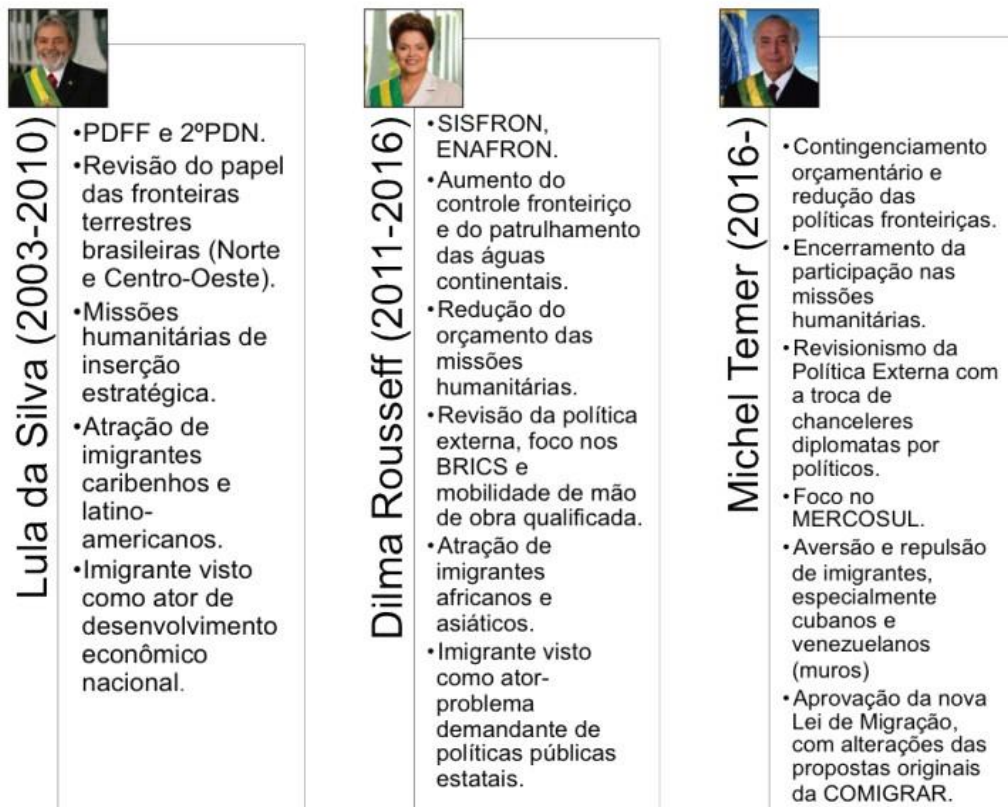 Lula da Silva (2003-2010)
•PDFF e 2ºPDN.
•Revisão do papel
das fronteiras
terrestres
brasileiras (Norte
e Centro-Oeste).
•Missões
humanitárias de
inserção
estratégica.
•Atração de
imigrantes
caribenhos e
latino-
americanos.
•Imigrante visto
como ator de
desenvolvimento
econômico
nacional.
Dilma Rousseff (2011-2016)
•SISFRON,
ENAFRON.
•Aumento do
controle fronteiriço
e do patrulhamento
das águas
continentais.
•Redução do
orçamento das
missões
humanitárias.
•Revisão da política
externa, foco nos
BRICS e
mobilidade de mão
de obra qualificada.
•Atração de
imigrantes
africanos e
asiáticos.
•Imigrante visto
como ator-
problema
demandante de
políticas públicas
estatais.
Michel Temer (2016-)
•Contingenciamento
orçamentário e
redução das
políticas fronteiriças.
•Encerramento da
participação nas
missões
humanitárias.
•Revisionismo da
Política Externa com
a troca de
chanceleres
diplomatas por
políticos.
•Foco no
MERCOSUL.
•Aversão e repulsão
de imigrantes,
especialmente
cubanos e
venezuelanos
(muros)
•Aprovação da nova
Lei de Migração,
com alterações das
propostas originais
da COMIGRAR.